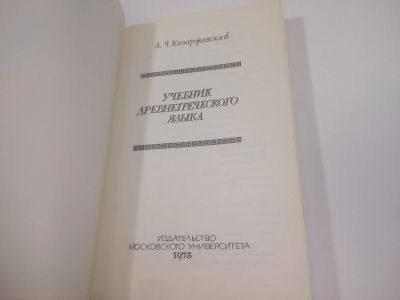 А. Ч. Козаржевский
УЧЕБНИК
ДРЕВНЕГРЕЧЕСКОГО
ЯЗЫКА
ИЗДАТЕЛЬСТВО
МОСКОВСКОГО УНИВЕРСИТЕТА
1975